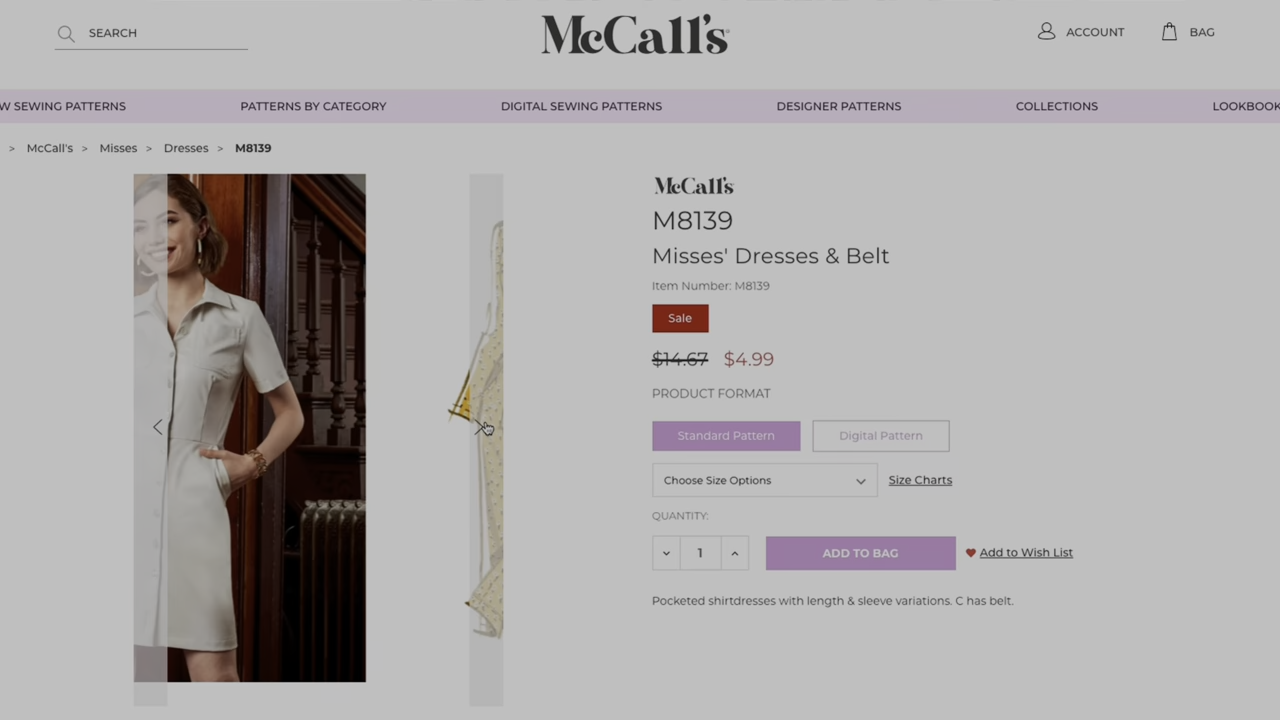 SEARCH
McCall's
ACCOUNT
BAG
W SEWING PATTERNS
PATTERNS BY CATEGORY
DIGITAL SEWING PATTERNS
DESIGNER PATTERNS
COLLECTIONS
LOOKBOOK
> McCall's > Misses > Dresses > M8139
McCall's
M8139
Misses' Dresses & Belt
Item Number: M8139
Sale
$14.67 $4.99
PRODUCT FORMAT
Standard Pattern
Digital Pattern
Choose Size Options
Size Charts
QUANTITY:
1
ADD TO BAG
Add to Wish List
Pocketed shirtdresses with length & sleeve variations. C has belt.